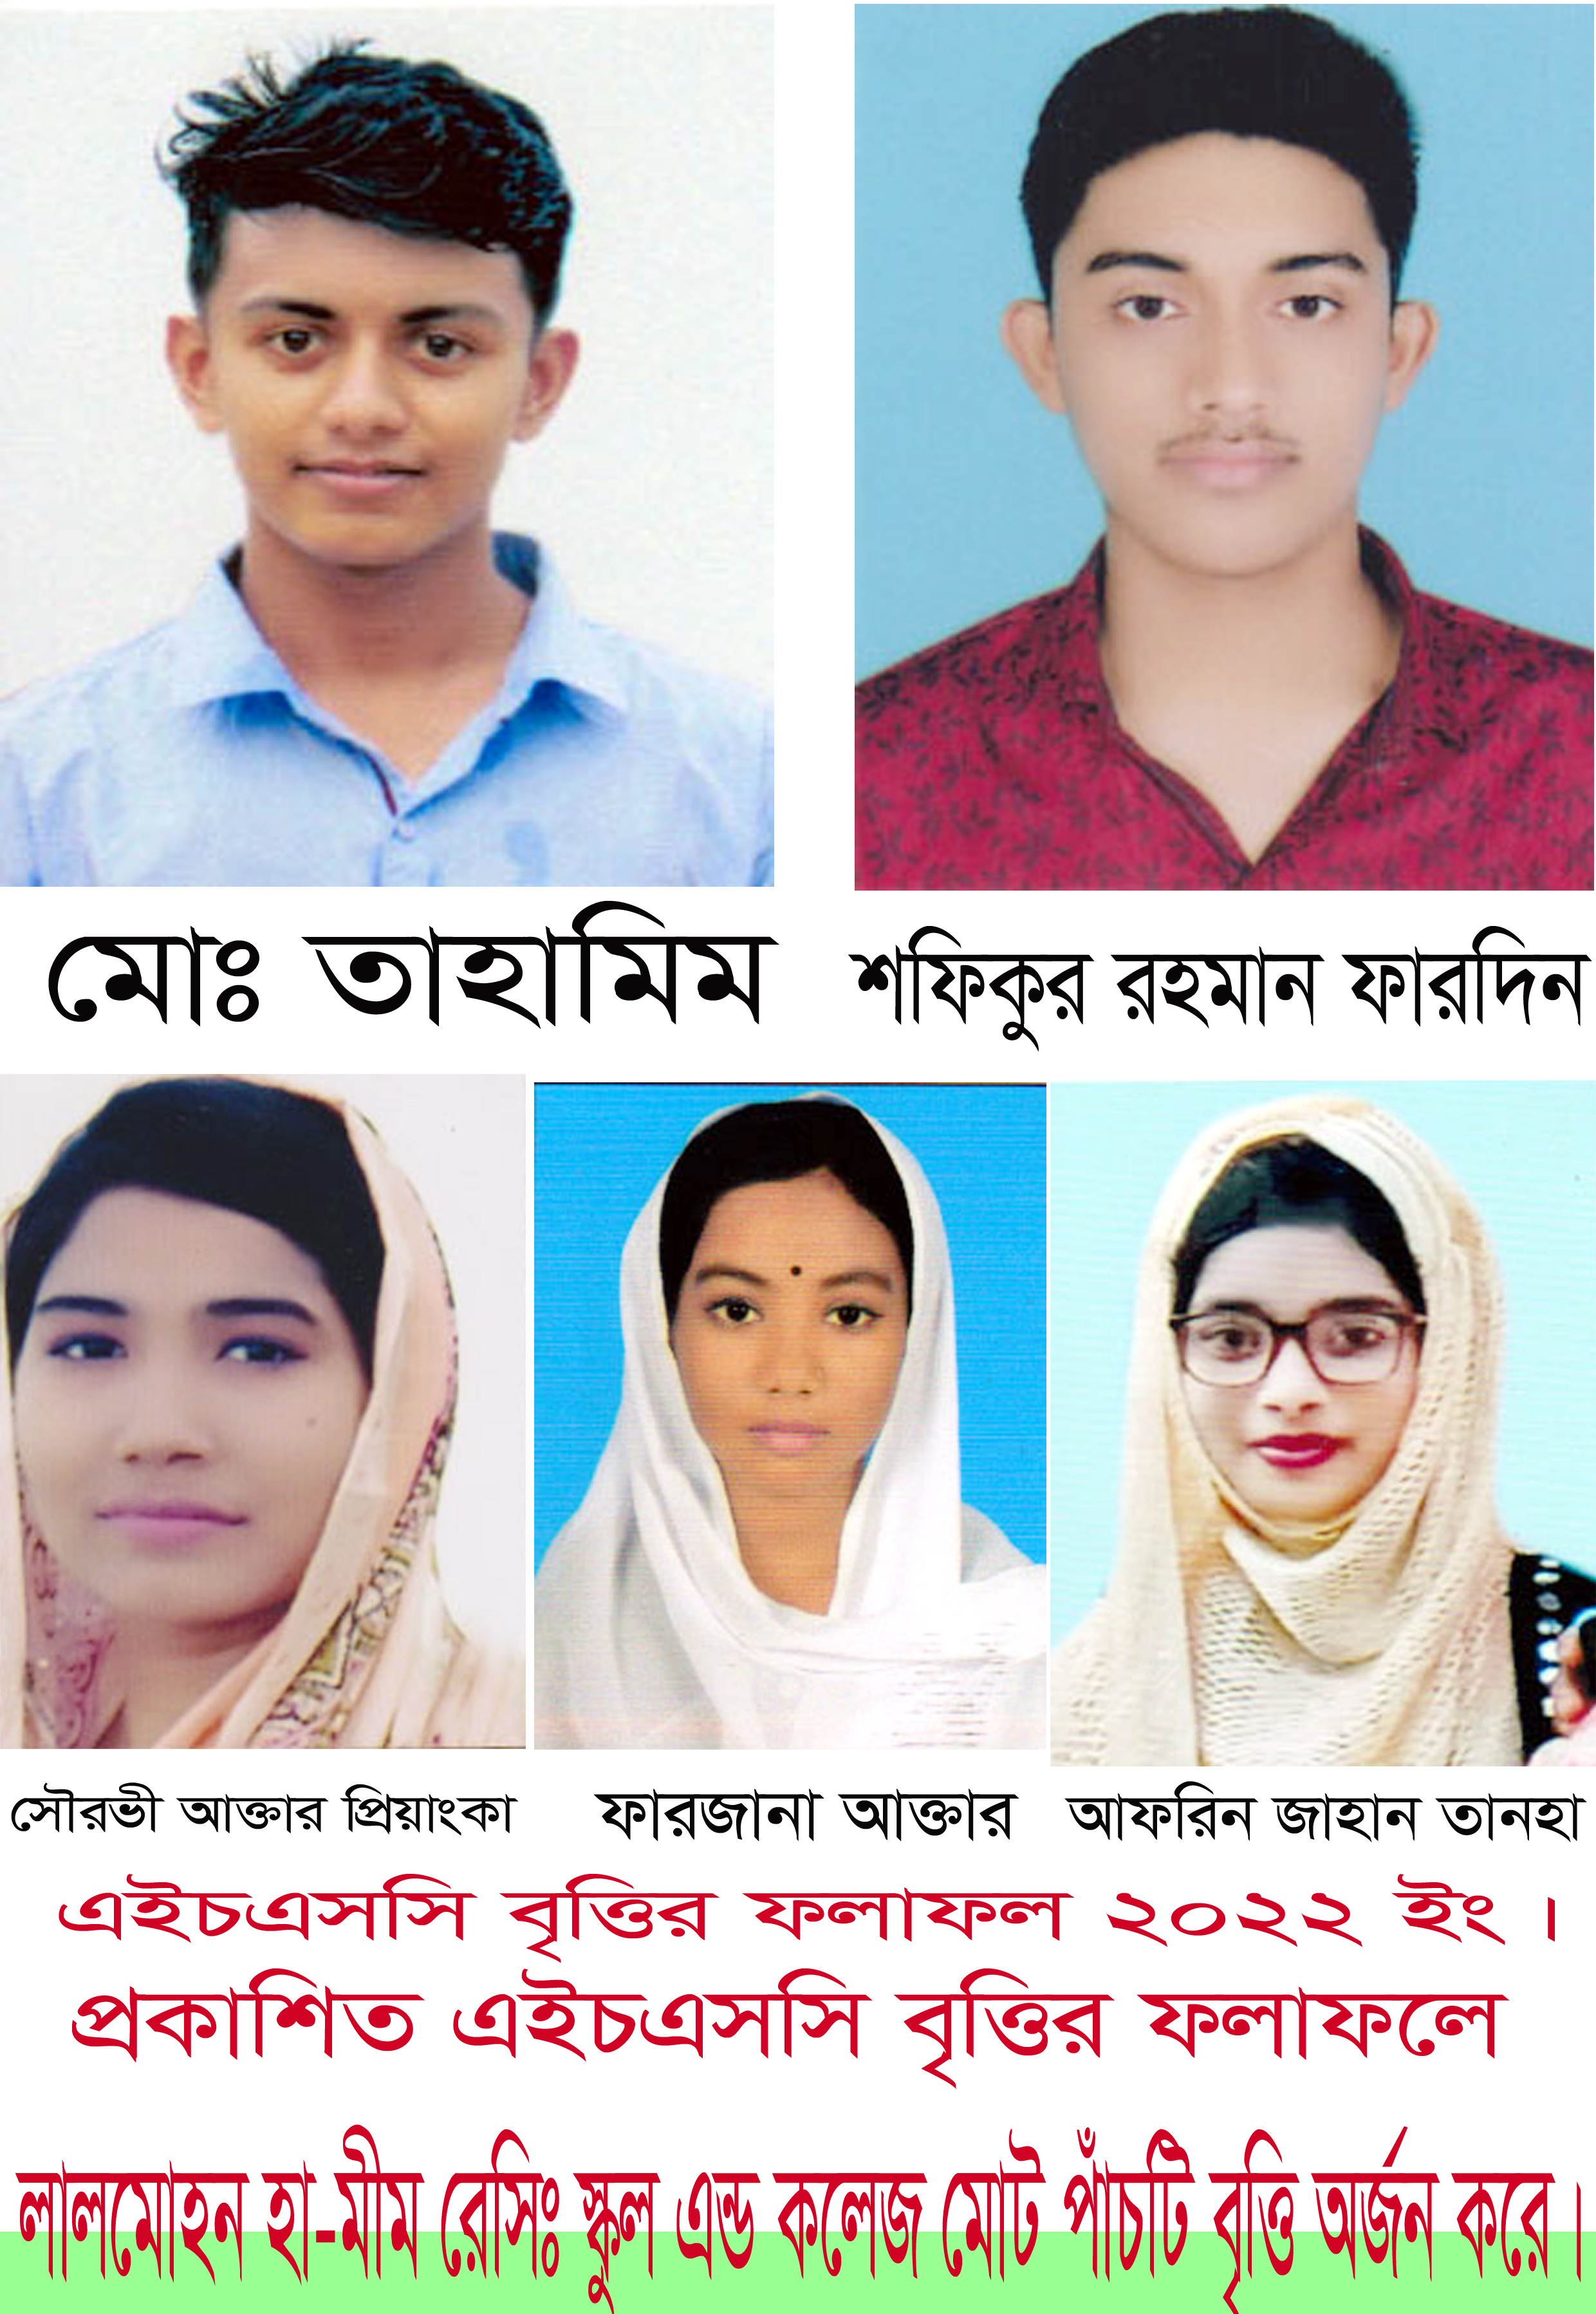 মোঃ তাহামিম
শফিকুর রহমান ফারদিন
সৌরভী আক্তার প্রিয়াংকা
ফারজানা আক্তার
আফরিন জাহান তানহা
এইচএসসি বৃত্তির ফলাফল ২০২২ ইং ।
প্রকাশিত এইচএসসি বৃত্তির ফলাফলে
লালমোহন হা-মীম রেসিঃ স্কুল এন্ড কলেজ মোট পাঁচটি বৃত্তি অর্জন করে ।